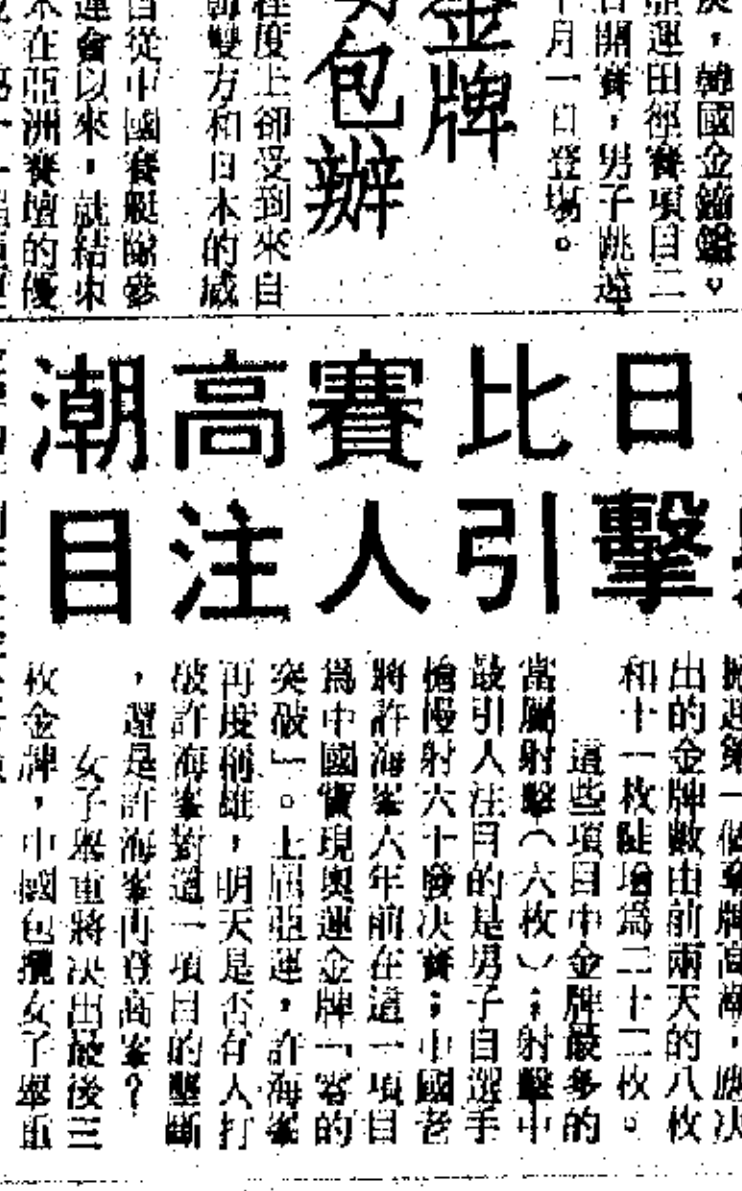 決，韓國金鏑鏘。
亞運田徑賽項目二
日開賽，男子跳遠
十月一日登場。
金牌
包辦
程度上卻受到來自
師雙方和日本的威
自從中國賽艇隊參
運會以來，就結束
本在亞洲賽壇的優
日比賽高潮
擊引人注目
第一個奪牌高潮，應決
出的金牌數由前兩天的八枚
和十一枚陡增爲二十二枚。
這些項目中金牌最多的
當屬射擊（六枚）；射擊中
最引人注目的是男子自選手
槍慢射六十發决賽；中國老
將許海峯六年前在這一項目
爲中國實現奧運金牌「零的
突破」。上屆亞運，許海峯
再度稱雄，明天是否有人打
破許海峯對這一項目的壟斷
，還是許海峯再登高峯？
女子舉重將决出最後三
枚金牌，中國包攬女子舉重